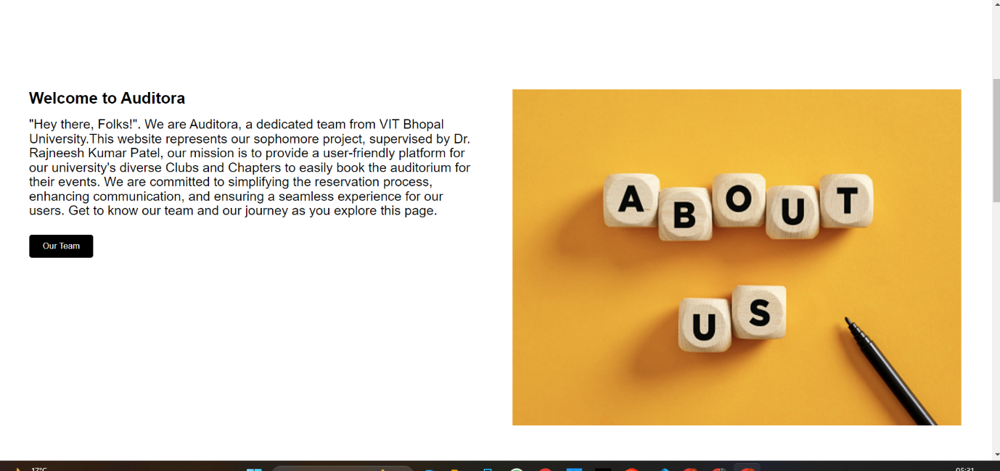 Welcome to Auditora
"Hey there, Folks!". We are Auditora, a dedicated team from VIT Bhopal
University.This website represents our sophomore project, supervised by Dr.
Rajneesh Kumar Patel, our mission is to provide a user-friendly platform for
our university's diverse Clubs and Chapters to easily book the auditorium for
their events. We are committed to simplifying the reservation process,
enhancing communication, and ensuring a seamless experience for our
users. Get to know our team and our journey as you explore this page.
Our Team
ABOUT
US
17°C
05:31